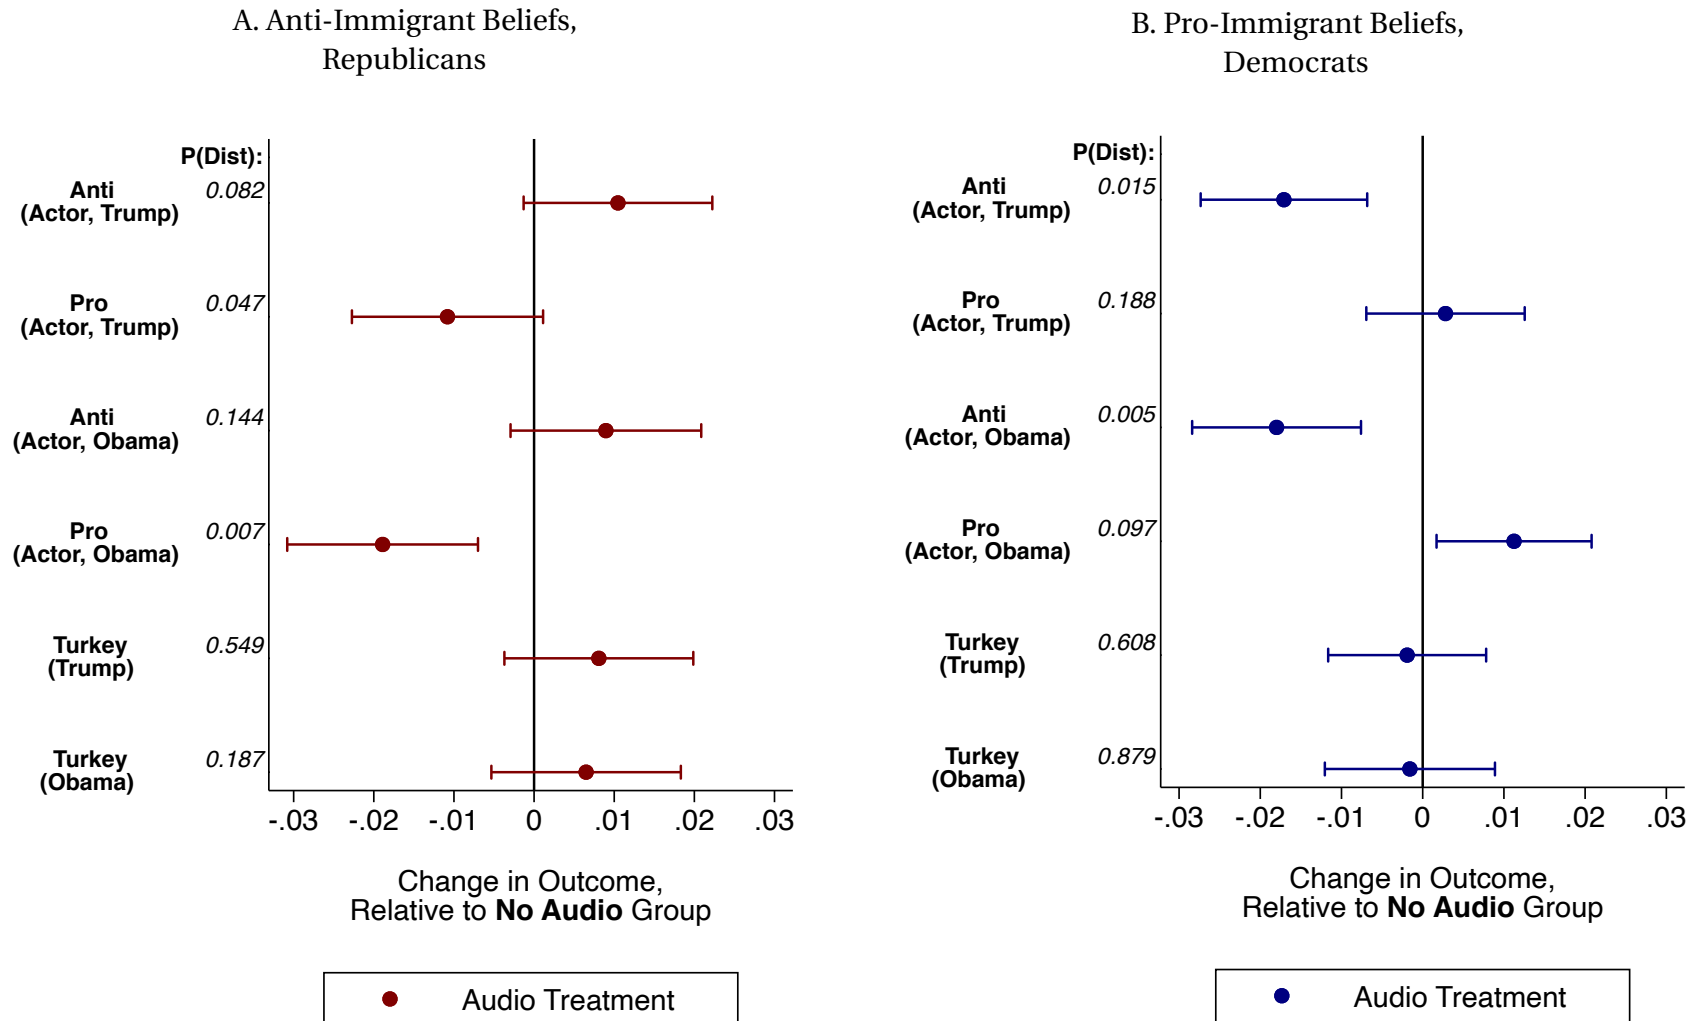 A. Anti-Immigrant Beliefs,
Republicans
P(Dist):
Anti
(Actor, Trump)
0.082
Pro
(Actor, Trump)
0.047
Anti
(Actor, Obama)
0.144
Pro
(Actor, Obama)
0.007
Turkey
(Trump)
0.549
Turkey
(Obama)
0.187
-.03 -.02 -.01 0 .01 .02 .03
Change in Outcome,
Relative to No Audio Group
Audio Treatment
B. Pro-Immigrant Beliefs,
Democrats
P(Dist):
Anti
(Actor, Trump)
0.015
Pro
(Actor, Trump)
0.188
Anti
(Actor, Obama)
0.005
Pro
(Actor, Obama)
0.097
Turkey
(Trump)
0.608
Turkey
(Obama)
0.879
-.03 -.02 -.01 0 .01 .02 .03
Change in Outcome,
Relative to No Audio Group
Audio Treatment